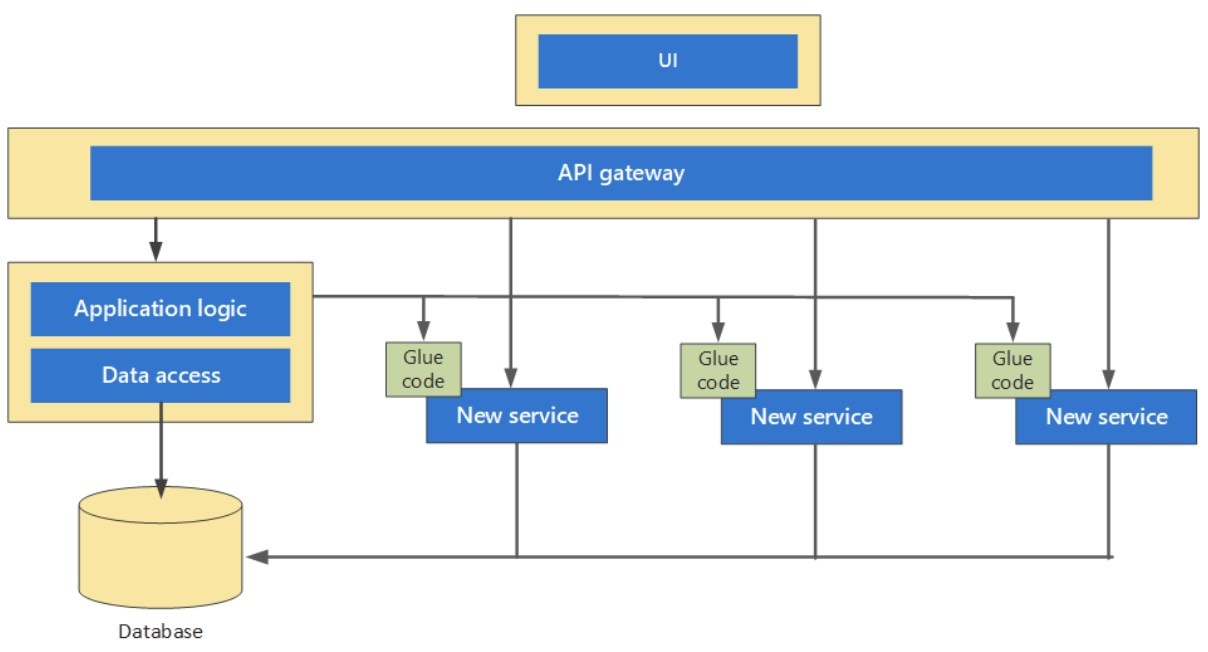 UI
API gateway
Application logic
Data access
Glue
code
New service
Glue
code
New service
Glue
code
New service
Database